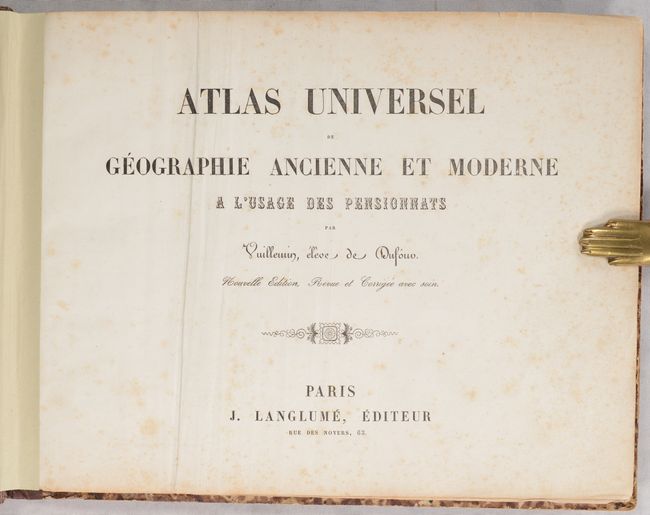 ATLAS UNIVERSEL
DE
GÉOGRAPHIE ANCIENNE ET MODERNE
A L'USAGE DES PENSIONNATS
PAR
Vuillemin, élève de Dufour.
Nouvelle Edition, Revue et Corrigée avec soin.
PARIS
J. LANGLUMÉ, ÉDITEUR
RUE DES NOYERS, 63.